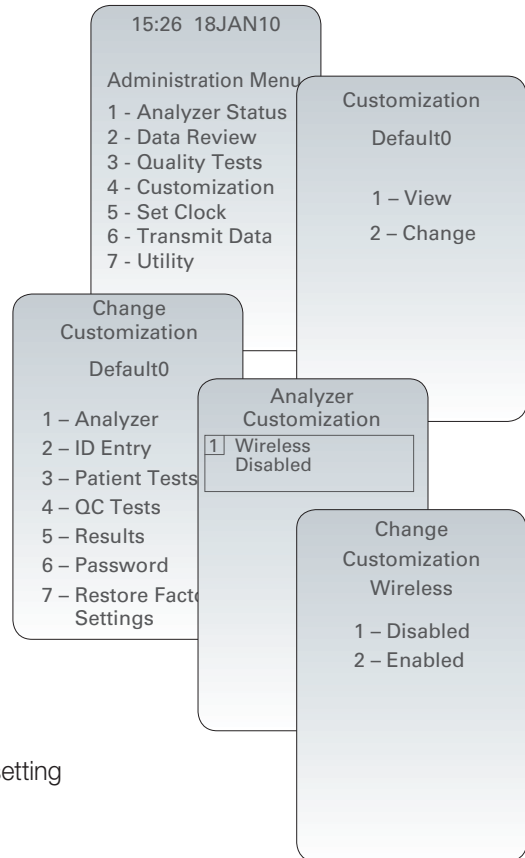 15:26 18JAN10
Administration Menu
1 - Analyzer Status
2 - Data Review
3 - Quality Tests
4 - Customization
5 - Set Clock
6 - Transmit Data
7 - Utility
Customization
Default0
1 – View
2 – Change
Change
Customization
Default0
1 – Analyzer
2 – ID Entry
3 – Patient Tests
4 – QC Tests
5 – Results
6 – Password
7 – Restore Facto
Settings
Analyzer
Customization
1 Wireless
Disabled
Change
Customization
Wireless
1 – Disabled
2 – Enabled
etting